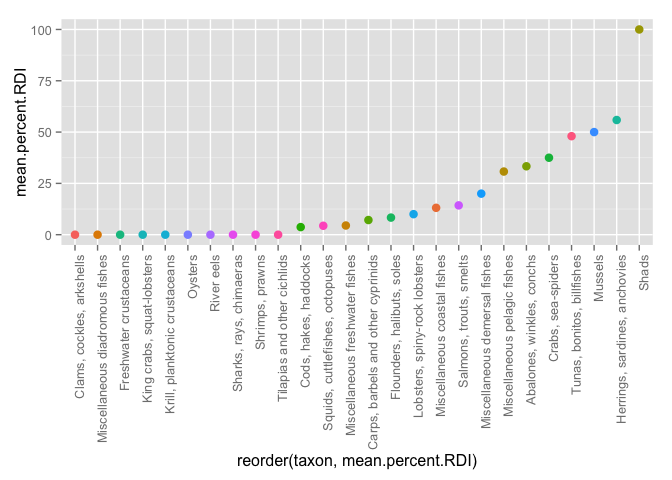 mean.percent.RDI
100
75
50
25
0
Clams, cockles, arkshells
Miscellaneous diadromous fishes
Freshwater crustaceans
King crabs, squat-lobsters
Krill, planktonic crustaceans
Oysters
River eels
Sharks, rays, chimaeras
Shrimps, prawns
Tilapias and other cichlids
Cods, hakes, haddocks
Squids, cuttlefishes, octopuses
Miscellaneous freshwater fishes
Carps, barbels and other cyprinids
Flounders, halibuts, soles
Lobsters, spiny-rock lobsters
Miscellaneous coastal fishes
Salmons, trouts, smelts
Miscellaneous demersal fishes
Miscellaneous pelagic fishes
Abalones, winkles, conchs
Crabs, sea-spiders
Tunas, bonitos, billfishes
Mussels
Herrings, sardines, anchovies
Shads
reorder(taxon, mean.percent.RDI)